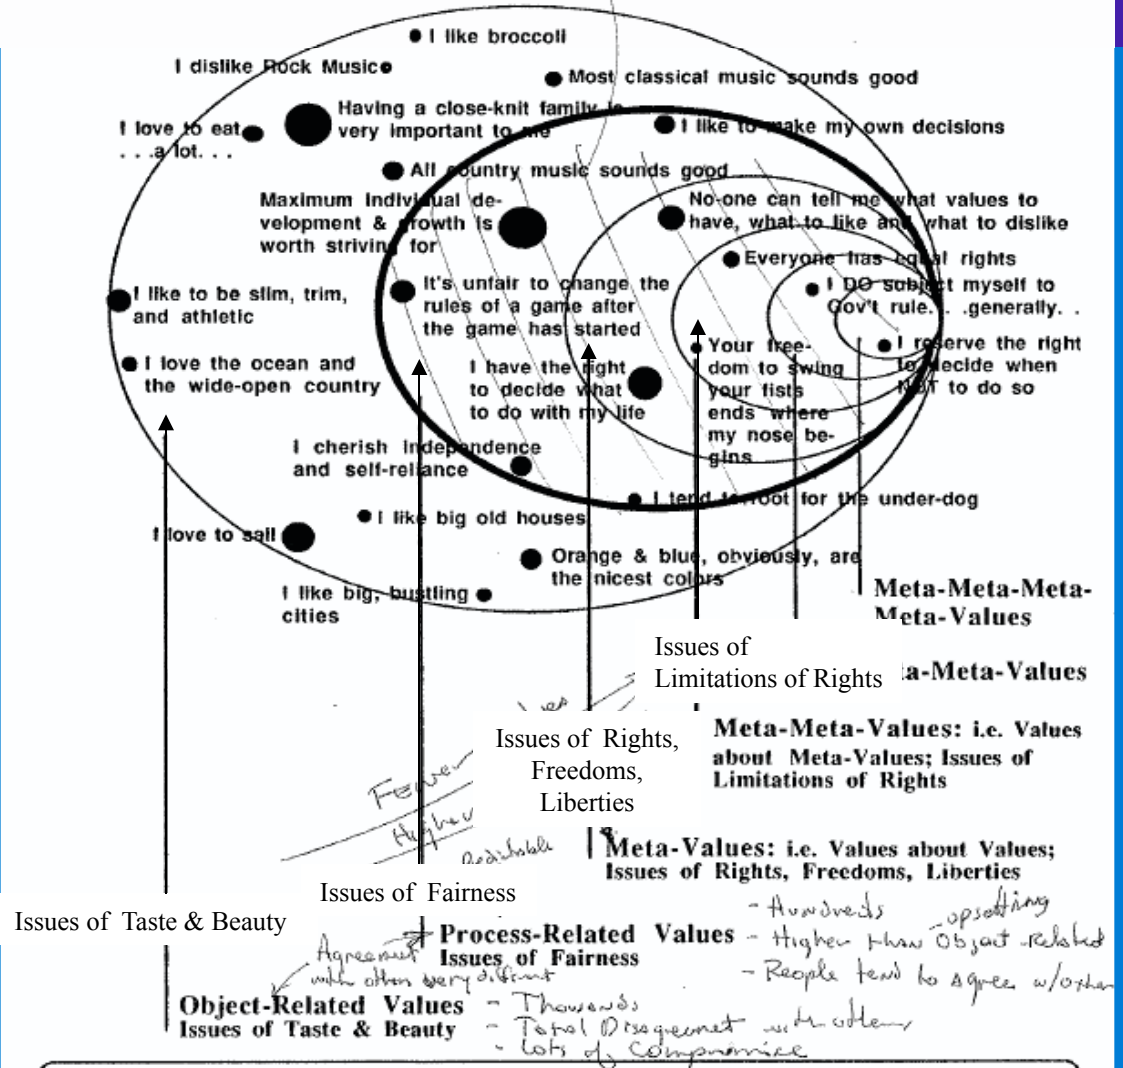 I like broccoli
I dislike Rock Music
Most classical music sounds good
Having a close-knit family is
very important to me
I love to eat
. . .a lot. . .
I like to make my own decisions
All country music sounds good
Maximum Individual de-
velopment & growth is
worth striving for
No-one can tell me what values to
have, what to like and what to dislike
Everyone has equal rights
I DO subject myself to
Gov't rule. . .generally. .
It's unfair to change the
rules of a game after
the game has started
I like to be slim, trim,
and athletic
I reserve the right
to decide when
NOT to do so
Your free-
dom to swing
your fists
ends where
my nose be-
gins
I love the ocean and
the wide-open country
I have the right
to decide what
to do with my life
I cherish independence
and self-reliance
I tend to root for the under-dog
I like big old houses
I love to sail
Orange & blue, obviously, are
the nicest colors
I like big, bustling
cities
Meta-Meta-Meta-
Meta-Values
Issues of
Limitations of Rights
a-Meta-Values
Issues of Rights,
Freedoms,
Liberties
Meta-Meta-Values: i.e. Values
about Meta-Values; Issues of
Limitations of Rights
Fewer
Higher
Predictable
Meta-Values: i.e. Values about Values;
Issues of Rights, Freedoms, Liberties
Issues of Fairness
Issues of Taste & Beauty
- Hundreds
upsetting
Process-Related Values
Issues of Fairness
- Higher than Object-Related
- People tend to agree w/other
Agreement
with others very different
Object-Related Values
Issues of Taste & Beauty
- Thousands
- Total Disagreement with others
- Lots of Compromise